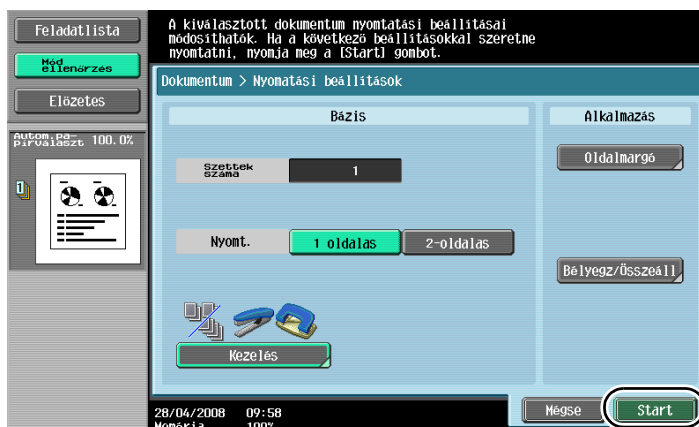 Feladatlista
Mód
ellenőrzés
Előzetes
Autom.pa-
pírválaszt 100.0%
1
A kiválasztott dokumentum nyomtatási beállításai
módosíthatók. Ha a következő beállításokkal szeretne
nyomtatni, nyomja meg a [Start] gombot.
Dokumentum > Nyomatási beállítások
Bázis
Szettek
száma
1
Nyomt.
1 oldalas
2-oldalas
Kezelés
Alkalmazás
Oldalmargó
Bélyegz/Összeáll
28/04/2008 09:58
Memória 100%
Mégse
Start